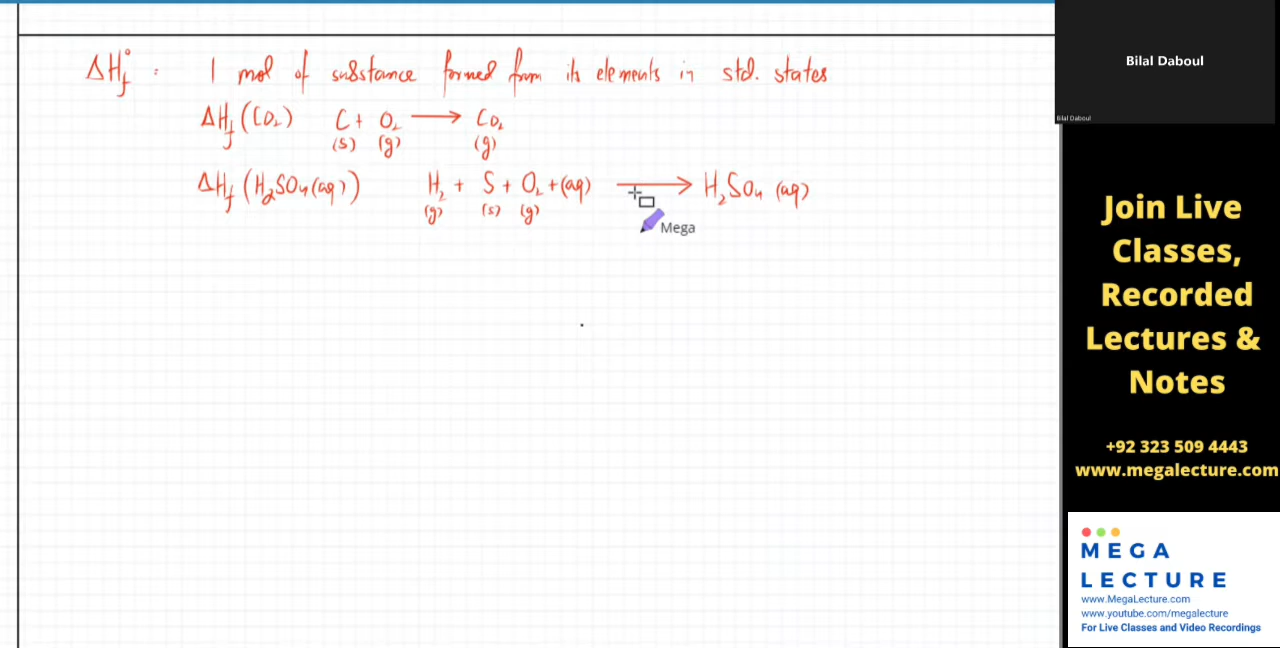 ΔH°f : 1 mol of substance formed from its elements in std. states
ΔHf (CO2) C + O2 ⟶ CO2
(s) (g) (g)
ΔHf (H2SO4 (aq)) H2 + S + O2 + (aq) ⟶ H2SO4 (aq)
(g) (s) (g)
Mega
Bilal Daboul
Bilal Daboul
Join Live
Classes,
Recorded
Lectures &
Notes
+92 323 509 4443
www.megalecture.com
MEGA
LECTURE
www.MegaLecture.com
www.youtube.com/megalecture
For Live Classes and Video Recordings